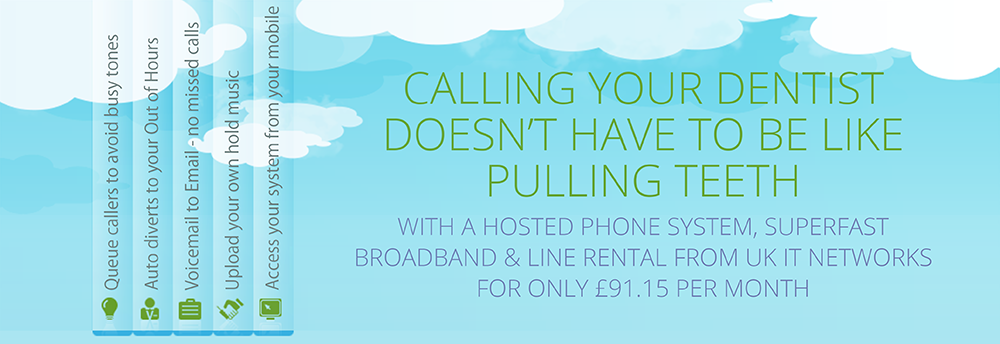 Queue callers to avoid busy tones
Auto diverts to your Out of Hours
Voicemail to Email - no missed calls
Upload your own hold music
Access your system from your mobile
CALLING YOUR DENTIST
DOESN'T HAVE TO BE LIKE
PULLING TEETH
WITH A HOSTED PHONE SYSTEM, SUPERFAST
BROADBAND & LINE RENTAL FROM UK IT NETWORKS
FOR ONLY £91.15 PER MONTH